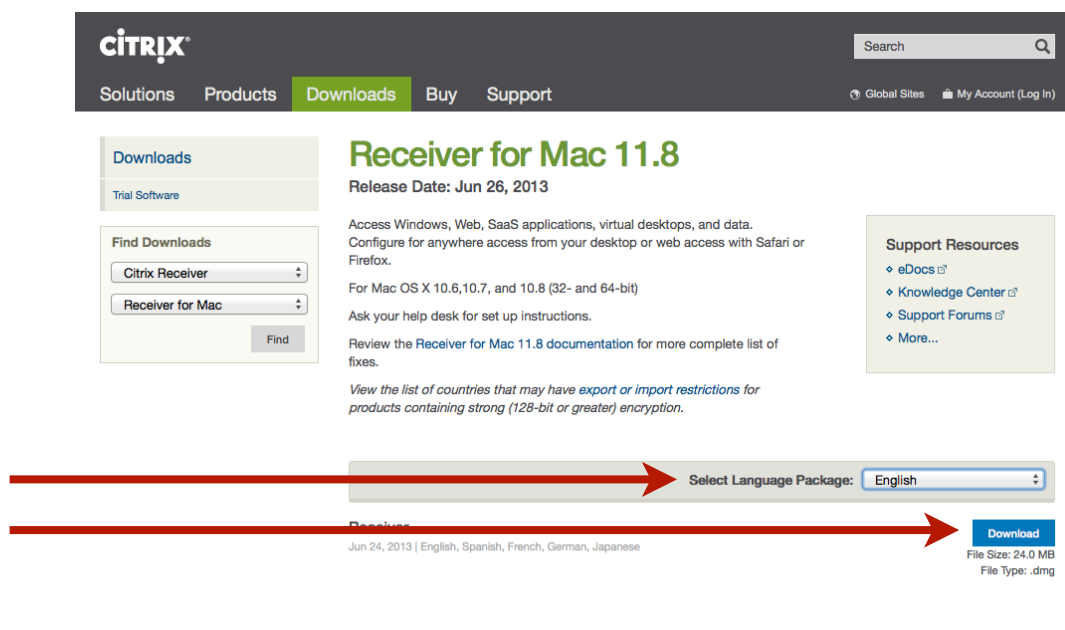 CITRIX
Search
Solutions Products Downloads Buy Support
Global Sites My Account (Log In)
Downloads
Trial Software
Find Downloads
Citrix Receiver
Receiver for Mac
Find
Receiver for Mac 11.8
Release Date: Jun 26, 2013
Access Windows, Web, SaaS applications, virtual desktops, and data.
Configure for anywhere access from your desktop or web access with Safari or
Firefox.
For Mac OS X 10.6,10.7, and 10.8 (32- and 64-bit)
Ask your help desk for set up instructions.
Review the Receiver for Mac 11.8 documentation for more complete list of
fixes.
View the list of countries that may have export or import restrictions for
products containing strong (128-bit or greater) encryption.
Support Resources
eDocs
Knowledge Center
Support Forums
More...
Select Language Package: English
Receiver
Jun 24, 2013 | English, Spanish, French, German, Japanese
Download
File Size: 24.0 MB
File Type: .dmg